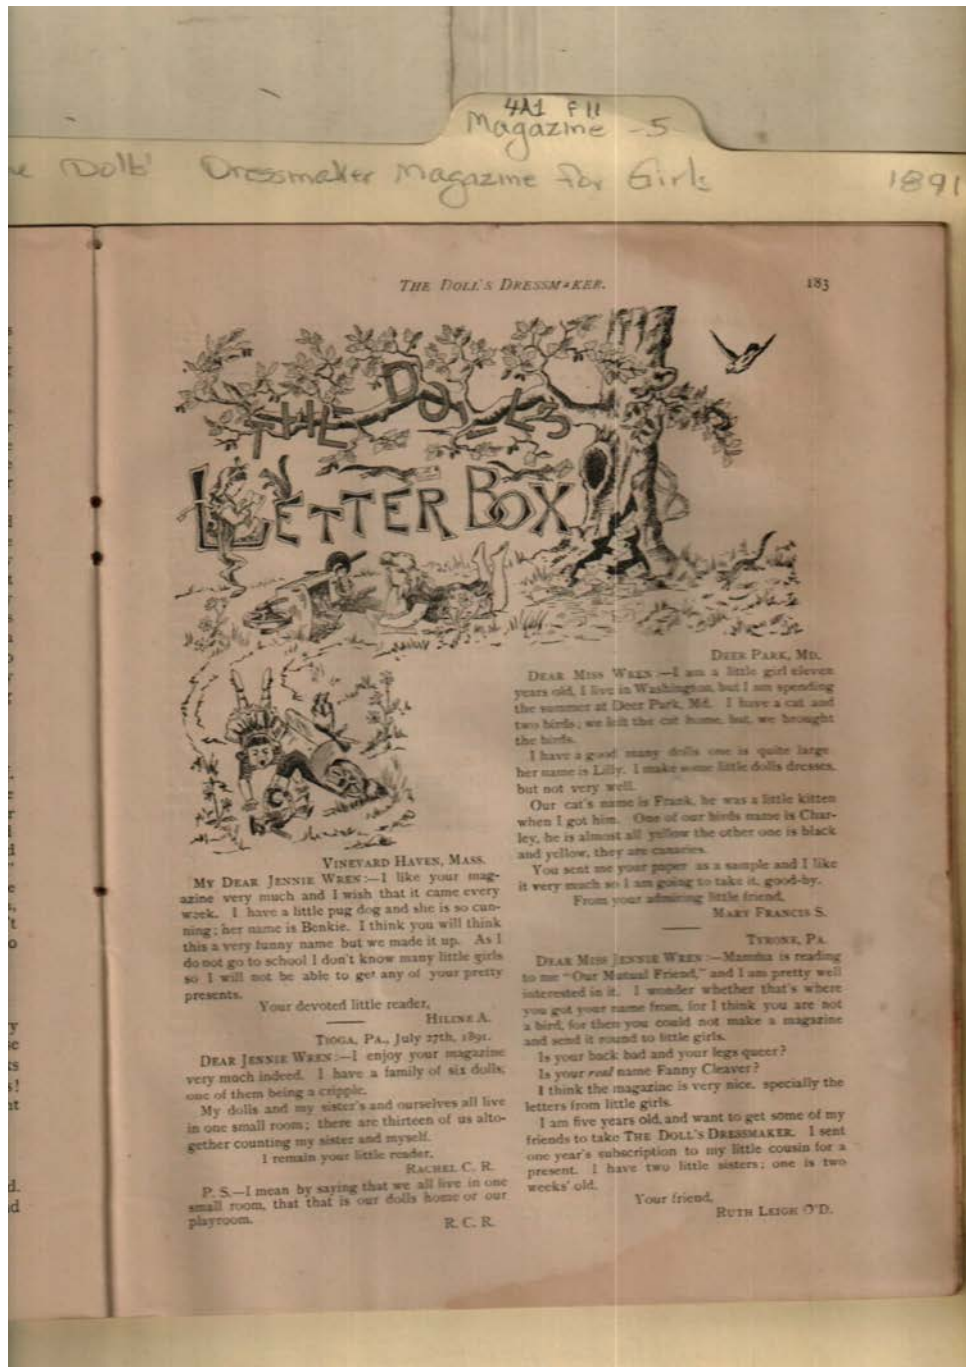 4A1 F11
Magazine - 5
Dolls' Dressmaker Magazine for Girls 1891
THE DOLL'S DRESSMAKER. 183
THE DOLL'S
LETTER BOX
VINEYARD HAVEN, MASS.
MY DEAR JENNIE WREN:—I like your mag-
azine very much and I wish that it came every
week. I have a little pug dog and she is so cun-
ning; her name is Benkie. I think you will think
this a very funny name but we made it up. As I
do not go to school I don't know many little girls
so I will not be able to get any of your pretty
presents.
Your devoted little reader,
HILENE A.
TIOGA, PA., July 27th, 1891.
DEAR JENNIE WREN:—I enjoy your magazine
very much indeed. I have a family of six dolls,
one of them being a cripple.
My dolls and my sister's and ourselves all live
in one small room; there are thirteen of us alto-
gether counting my sister and myself.
I remain your little reader,
RACHEL C. R.
P. S.—I mean by saying that we all live in one
small room, that that is our dolls home or our
playroom.
R. C. R.
DEER PARK, MD.
DEAR MISS WREN:—I am a little girl eleven
years old, I live in Washington, but I am spending
the summer at Deer Park, Md. I have a cat and
two birds; we left the cat home, but, we brought
the birds.
I have a good many dolls one is quite large
her name is Lilly. I make some little dolls dresses,
but not very well.
Our cat's name is Frank, he was a little kitten
when I got him. One of our birds name is Char-
ley, he is almost all yellow the other one is black
and yellow, they are canaries.
You sent me your paper as a sample and I like
it very much so I am going to take it, good-by.
From your admiring little friend,
MARY FRANCIS S.
TYRONE, PA.
DEAR MISS JENNIE WREN:—Mamma is reading
to me "Our Mutual Friend," and I am pretty well
interested in it. I wonder whether that's where
you got your name from, for I think you are not
a bird, for then you could not make a magazine
and send it round to little girls.
Is your back bad and your legs queer?
Is your real name Fanny Cleaver?
I think the magazine is very nice, specially the
letters from little girls.
I am five years old, and want to get some of my
friends to take THE DOLL'S DRESSMAKER. I sent
one year's subscription to my little cousin for a
present. I have two little sisters; one is two
weeks' old.
Your friend,
RUTH LEIGH O'D.